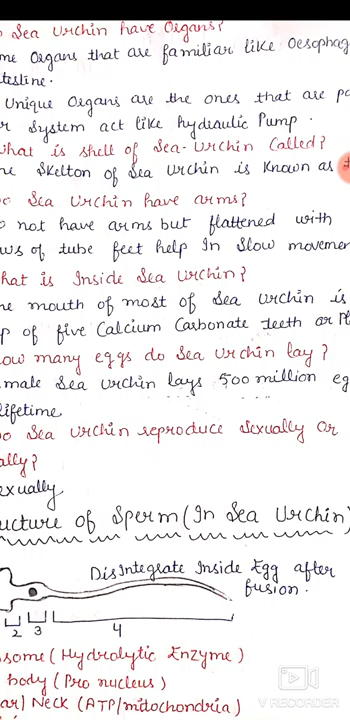 Sea Urchin have Organs?
me Organs that are familiar like Oesophag
testine.
Unique Organs are the ones that are pa
System act like hydraulic Pump.
what is shell of Sea-Urchin Called?
he Skelton of Sea Urchin is Known as
Sea Urchin have arms?
not have arms but flattened with
ws of tube feet help In Slow movemen
hat is Inside Sea Urchin?
he mouth of most of Sea Urchin is
p of five Calcium Carbonate teeth or Pl
ow many eggs do Sea Urchin lay?
male Sea Urchin lays 500 million eg
lifetime
o Sea Urchin reproduce Sexually Or
ally?
exually
ucture of Sperm (In Sea Urchin)
DisIntegrate Inside Egg after
fusion.
2 3 4
some (Hydrolytic Enzyme)
body (Pro nucleus)
ar) Neck (ATP/mitochondria)
V RECORDER